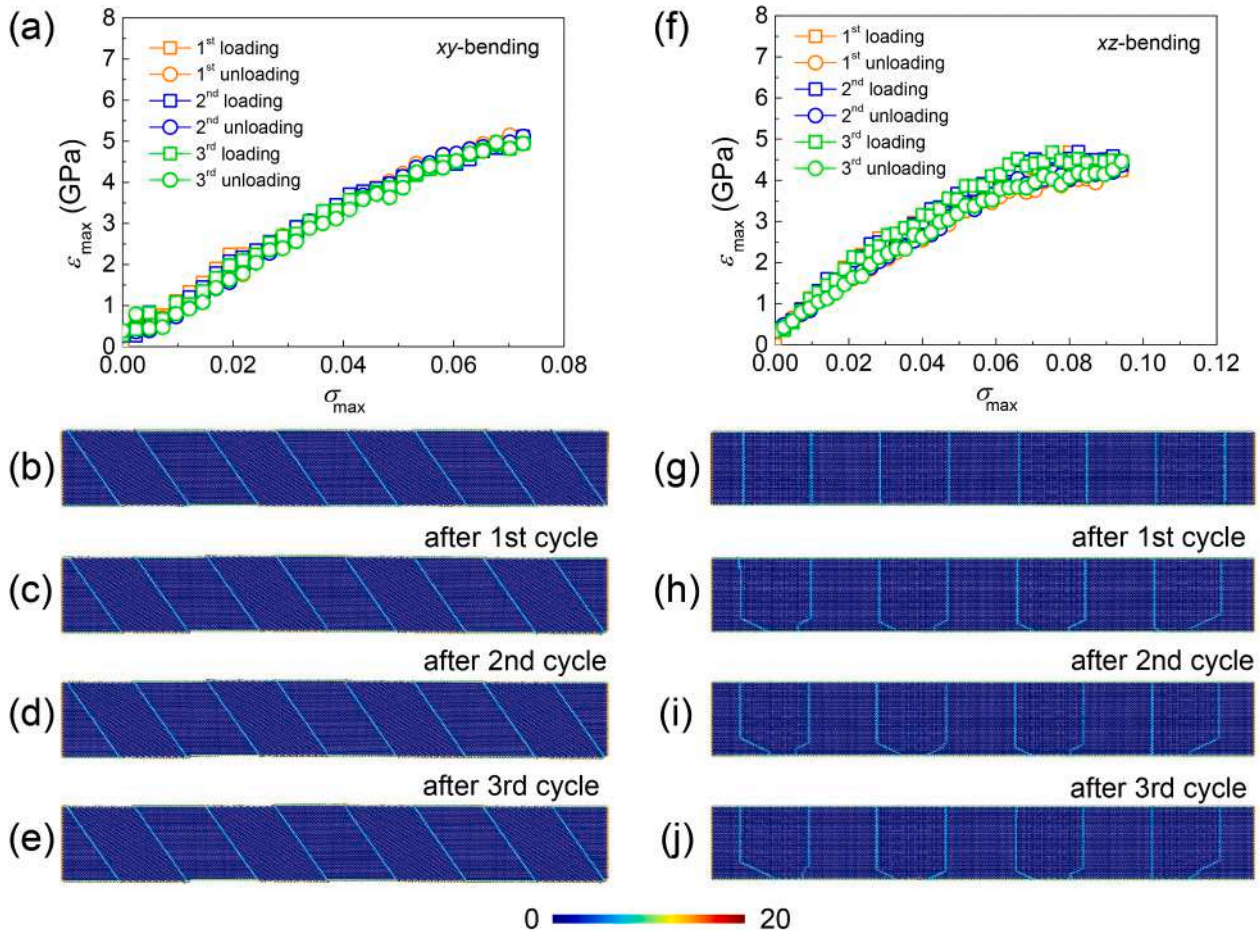 (a)
8
7
6
5
4
3
2
1
0
ε_max (GPa)
1st loading
1st unloading
2nd loading
2nd unloading
3rd loading
3rd unloading
xy-bending
0.00 0.02 0.04 0.06 0.08
σ_max
(f)
8
7
6
5
4
3
2
1
0
ε_max (GPa)
1st loading
1st unloading
2nd loading
2nd unloading
3rd loading
3rd unloading
xz-bending
0.00 0.02 0.04 0.06 0.08 0.10 0.12
σ_max
(b)
(g)
after 1st cycle
after 1st cycle
(c)
(h)
after 2nd cycle
after 2nd cycle
(d)
(i)
after 3rd cycle
after 3rd cycle
(e)
(j)
0 20